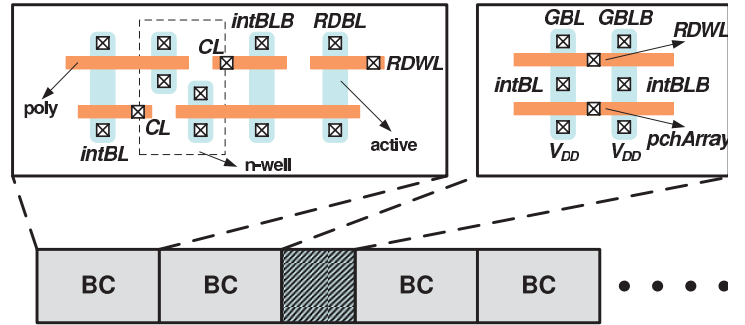 intBLB RDBL
CL
RDWL
poly
CL
intBL
n-well
active
GBL GBLB
RDWL
intBL intBLB
pchArray
VDD VDD
BC BC BC BC